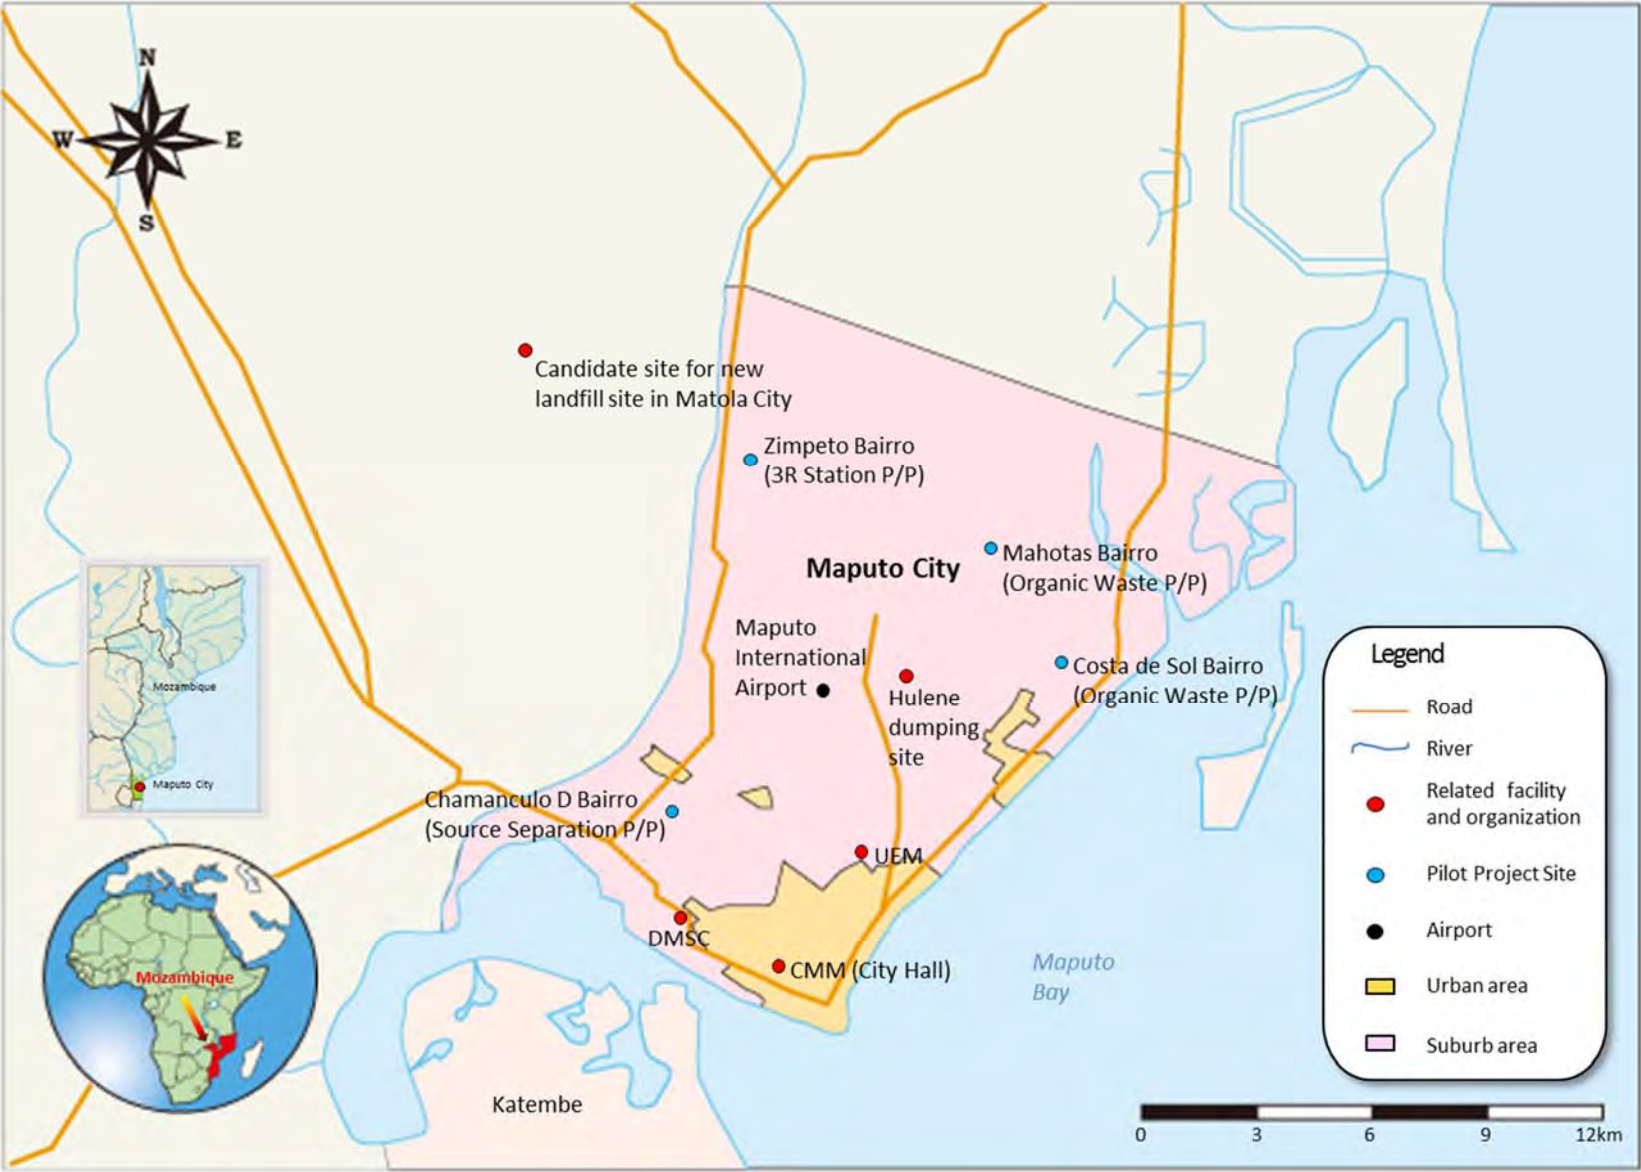 N
W
E
S
Candidate site for new
landfill site in Matola City
Zimpeto Bairro
(3R Station P/P)
Maputo City
Mahotas Bairro
(Organic Waste P/P)
Maputo
International
Airport
Hulene
dumping
site
Costa de Sol Bairro
(Organic Waste P/P)
Chamanculo D Bairro
(Source Separation P/P)
UEM
DMSC
CMM (City Hall)
Maputo
Bay
Katembe
Mozambique
Maputo City
Mozambique
Legend
Road
River
Related facility
and organization
Pilot Project Site
Airport
Urban area
Suburb area
0 3 6 9 12km